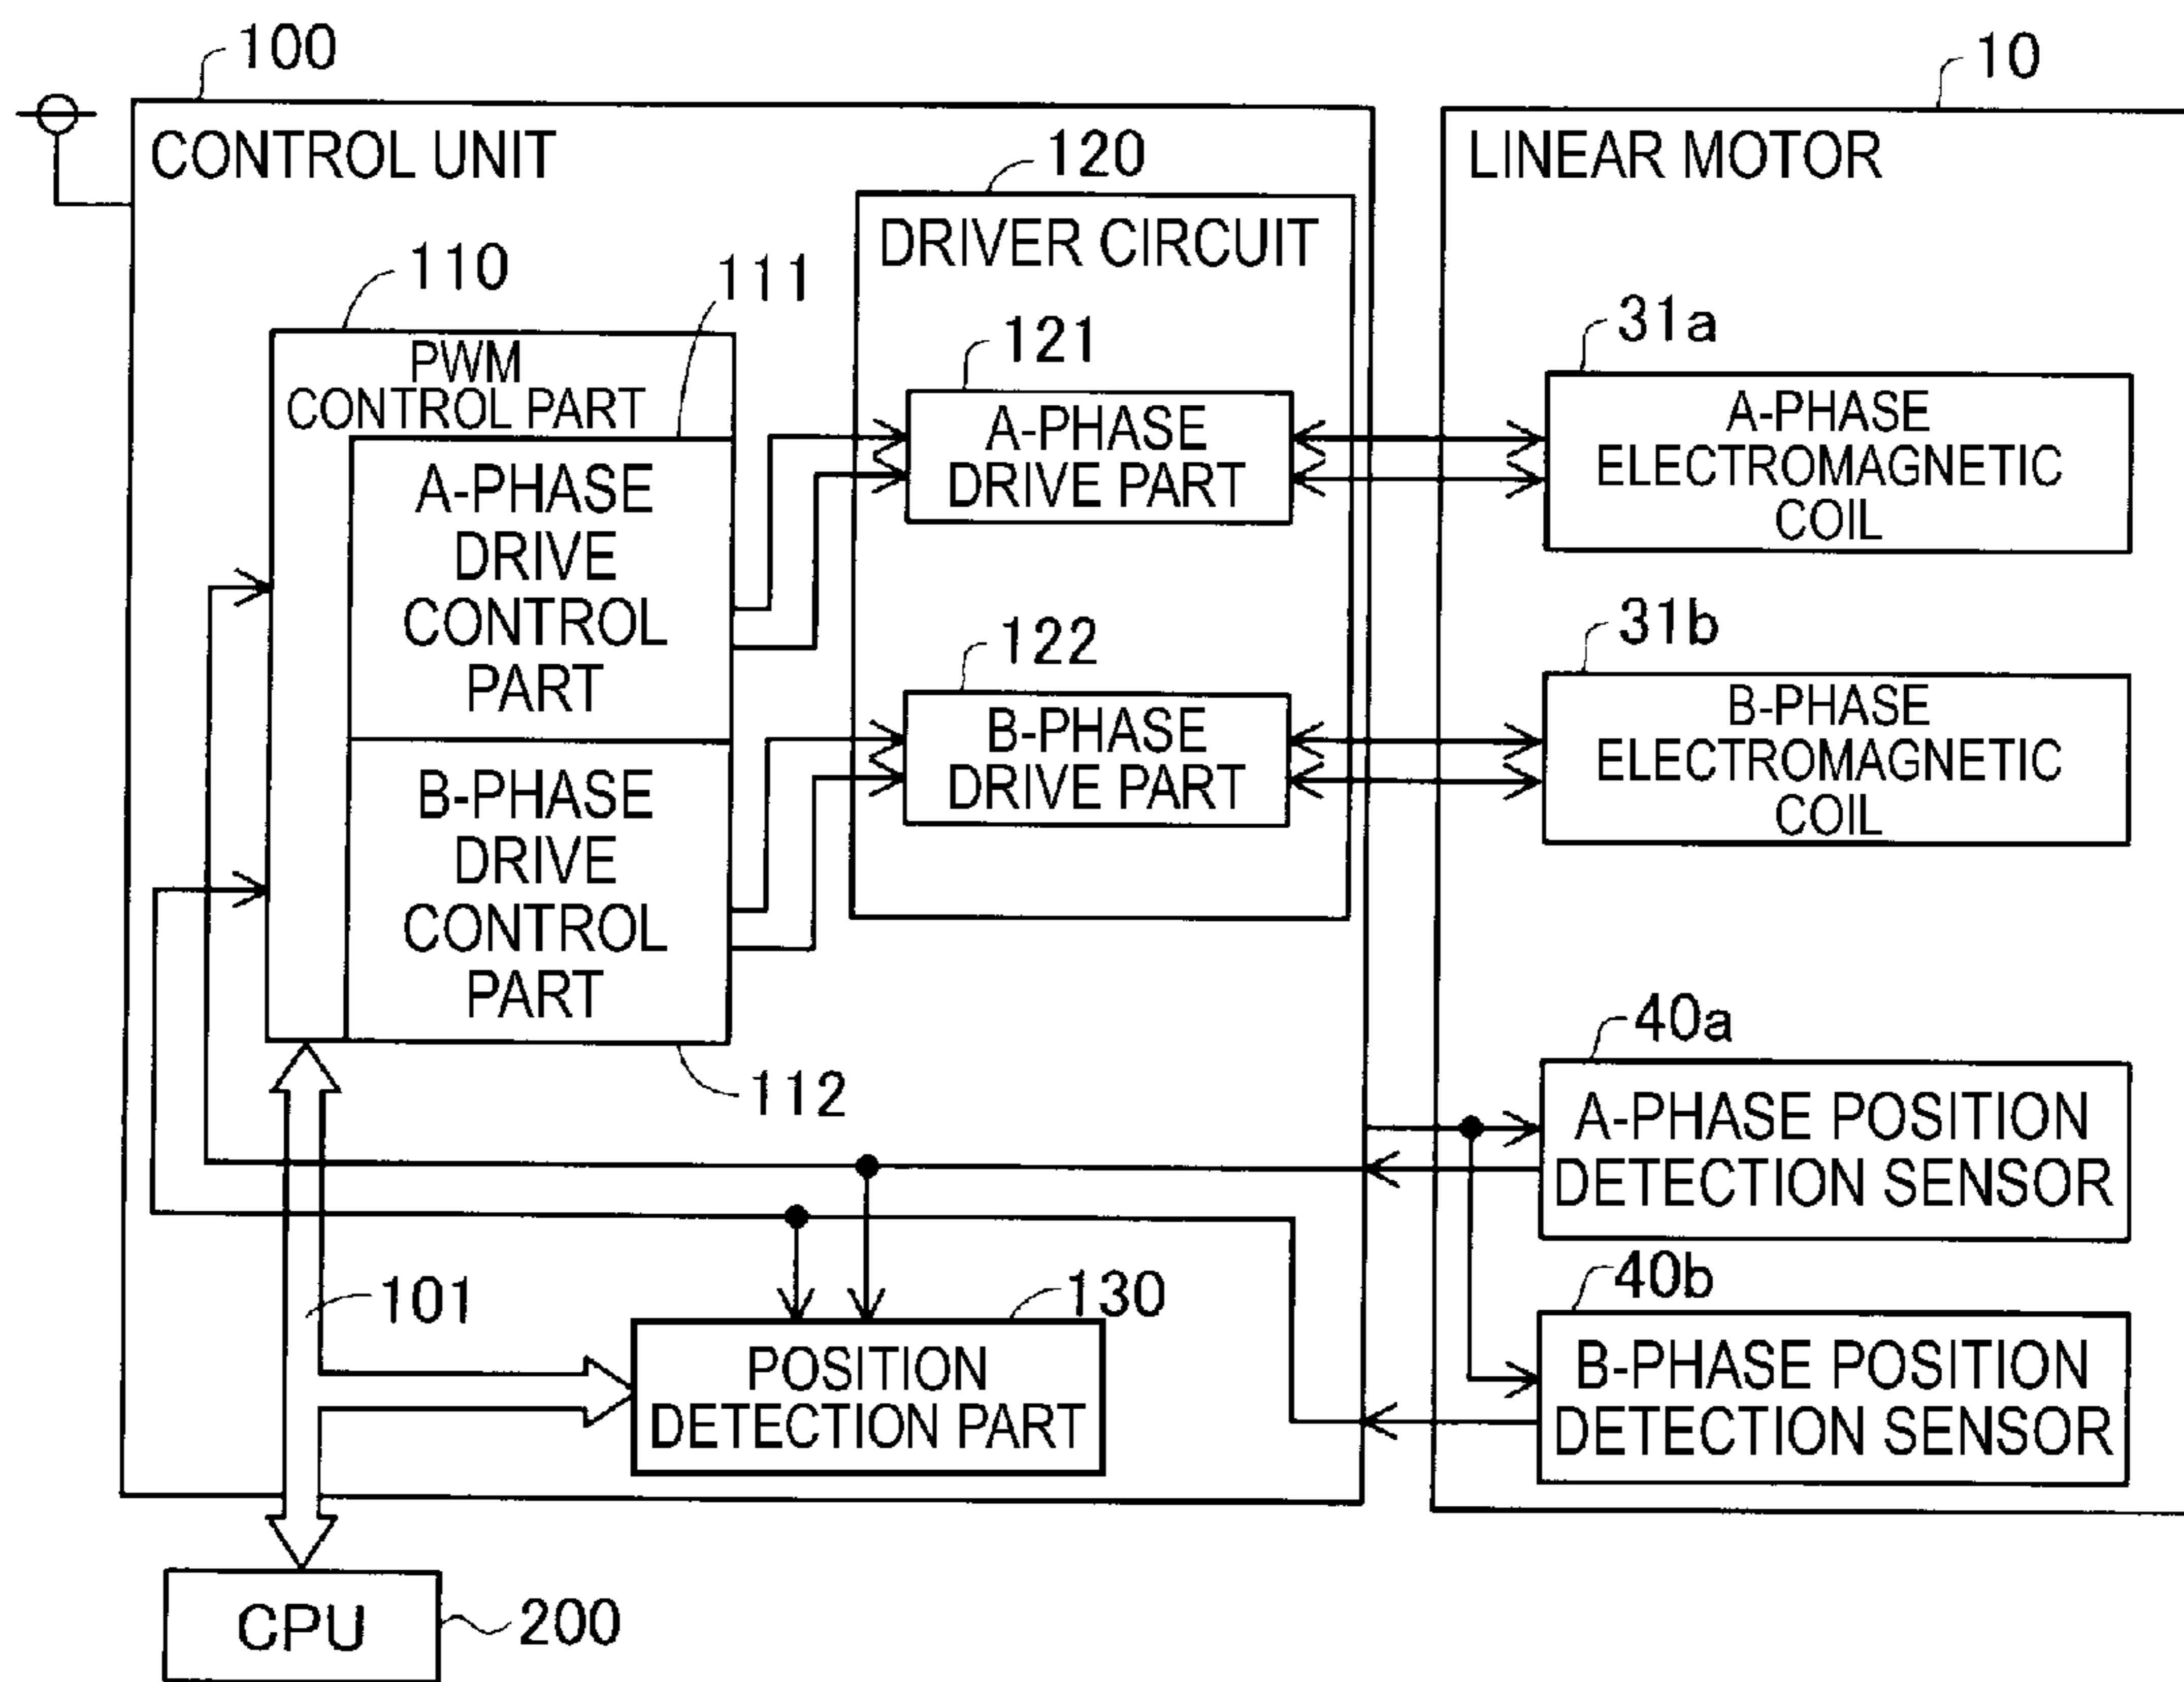 100
CONTROL UNIT
110
PWM
CONTROL PART
111
A-PHASE
DRIVE
CONTROL
PART
B-PHASE
DRIVE
CONTROL
PART
112
120
DRIVER CIRCUIT
121
A-PHASE
DRIVE PART
122
B-PHASE
DRIVE PART
101
130
POSITION
DETECTION PART
CPU
200
10
LINEAR MOTOR
31a
A-PHASE
ELECTROMAGNETIC
COIL
31b
B-PHASE
ELECTROMAGNETIC
COIL
40a
A-PHASE POSITION
DETECTION SENSOR
40b
B-PHASE POSITION
DETECTION SENSOR